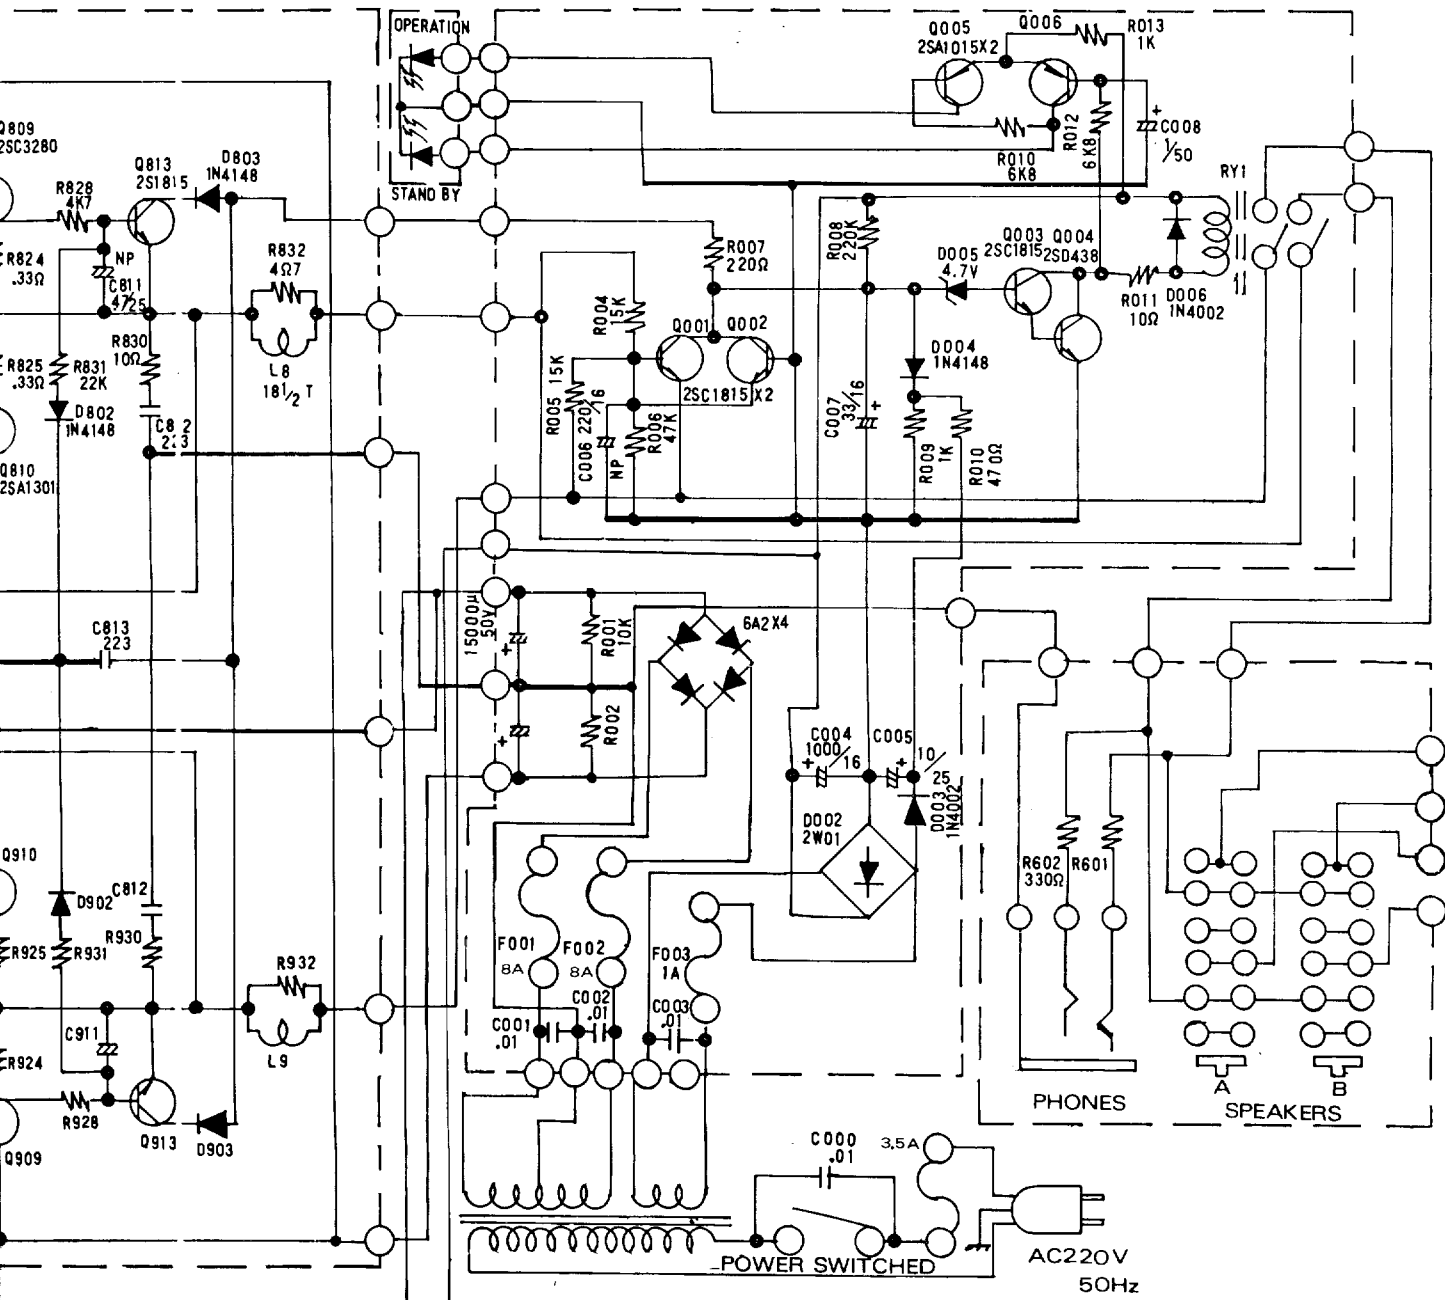 OPERATION
STAND BY
Q005
2SA1015X2
Q006
R013
1K
R010
6K8
R012
6K8
C008
1/50
RY1
Q809
2SC3280
Q813
2S1815
D803
1N4148
R828
4K7
R824
.33Ω
NP
C811
47/25
R832
4Ω7
L8
18 1/2 T
R825
.33Ω
R831
22K
R830
10Ω
D802
1N4148
C812
223
Q810
2SA1301
R007
220Ω
R008
220K
D005
4.7V
Q003
2SC1815
Q004
2SD438
R011
10Ω
D006
1N4002
R004
15K
Q001
Q002
2SC1815X2
R005 15K
C006 220/16
NP
R006
47K
D004
1N4148
C007
33/16
R009
1K
R010
470Ω
C813
223
15000μ
50V
R001
10K
R002
6A2X4
C004
1000/16
C005
10/25
D003
1N4002
D002
2W01
F001
8A
F002
8A
F003
1A
C001
.01
C002
.01
C003
.01
Q910
D902
C812
R925
R931
R930
R932
L9
C911
R924
R928
Q913
D903
Q909
R602
330Ω
R601
PHONES
A
B
SPEAKERS
C000
.01
3.5A
POWER SWITCHED
AC220V
50Hz